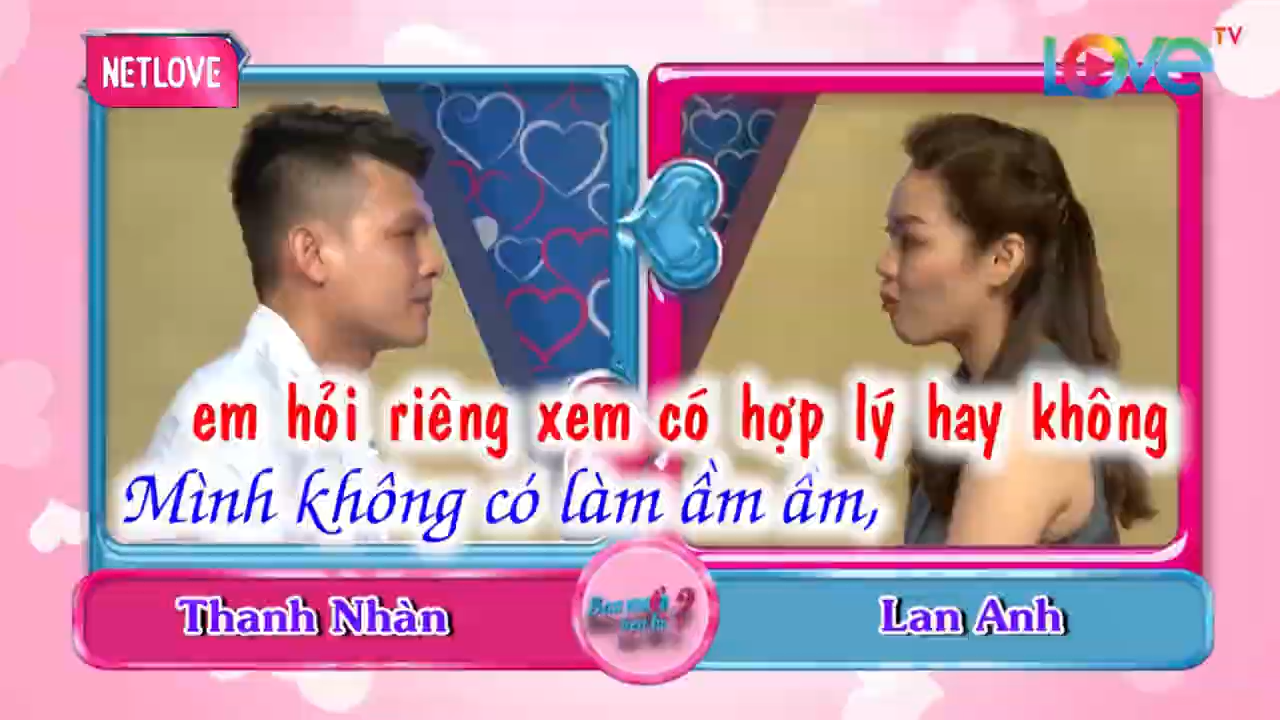 NETLOVE
LOVE TV
em hỏi riêng xem có hợp lý hay không
Mình không có làm ầm ầm,
Thanh Nhàn
Lan Anh